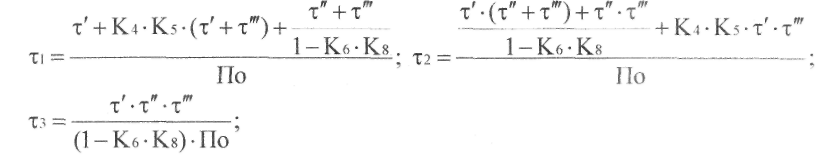 τ₁ = (τ′ + K₄ · K₅ · (τ′ + τ‴) + (τ″ + τ‴)/(1 − K₆ · K₈))/По ; τ₂ = ((τ′ · (τ″ + τ‴) + τ″ · τ‴)/(1 − K₆ · K₈) + K₄ · K₅ · τ′ · τ‴)/По ;
τ₃ = (τ′ · τ″ · τ‴)/((1 − K₆ · K₈) · По) ;